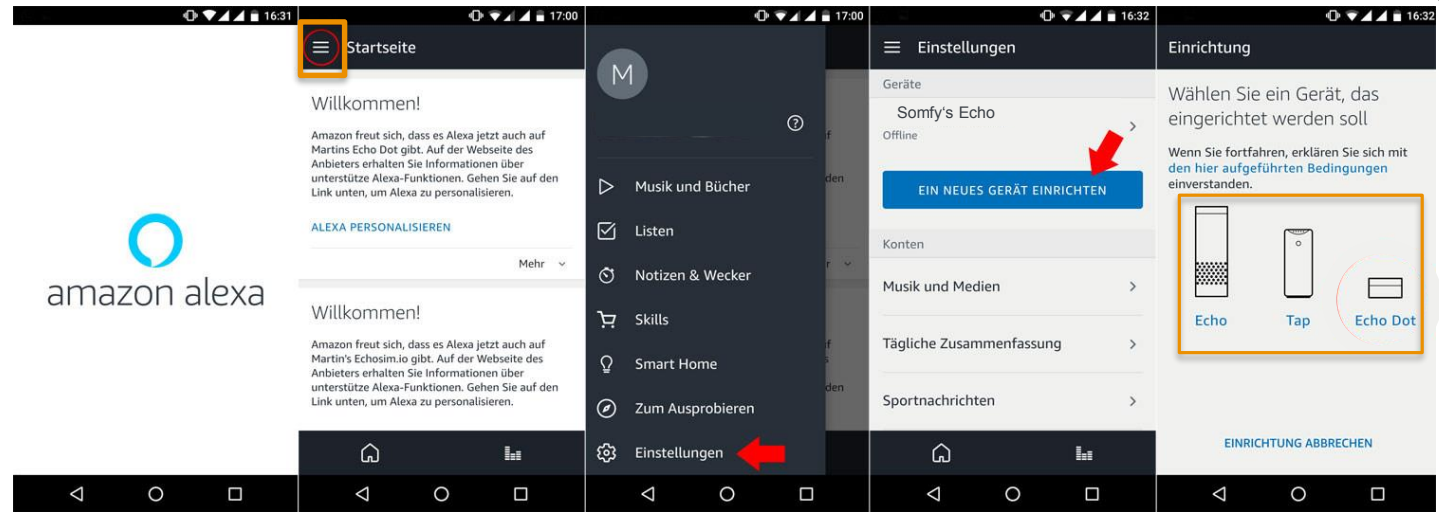 16:31
amazon alexa
17:00
Startseite
Willkommen!
Amazon freut sich, dass es Alexa jetzt auch auf
Martins Echo Dot gibt. Auf der Webseite des
Anbieters erhalten Sie Informationen über
unterstütze Alexa-Funktionen. Gehen Sie auf den
Link unten, um Alexa zu personalisieren.
ALEXA PERSONALISIEREN
Mehr
Willkommen!
Amazon freut sich, dass es Alexa jetzt auch auf
Martin's Echosim.io gibt. Auf der Webseite des
Anbieters erhalten Sie Informationen über
unterstütze Alexa-Funktionen. Gehen Sie auf den
Link unten, um Alexa zu personalisieren.
17:00
M
Musik und Bücher
Listen
Notizen & Wecker
Skills
Smart Home
Zum Ausprobieren
Einstellungen
f
den
r
f
s
den
16:32
Einstellungen
Geräte
Somfy's Echo
Offline
EIN NEUES GERÄT EINRICHTEN
Konten
Musik und Medien
Tägliche Zusammenfassung
Sportnachrichten
16:32
Einrichtung
Wählen Sie ein Gerät, das
eingerichtet werden soll
Wenn Sie fortfahren, erklären Sie sich mit
den hier aufgeführten Bedingungen
einverstanden.
Echo Tap Echo Dot
EINRICHTUNG ABBRECHEN